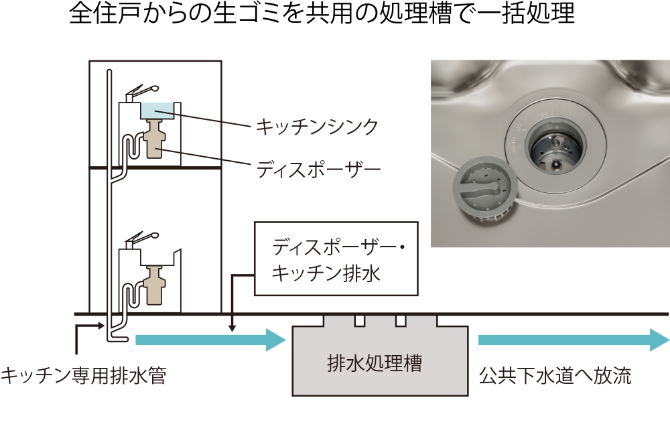 全住戸からの生ゴミを共用の処理槽で一括処理
キッチンシンク
ディスポーザー
ディスポーザー・
キッチン排水
キッチン専用排水管
排水処理槽
公共下水道へ放流